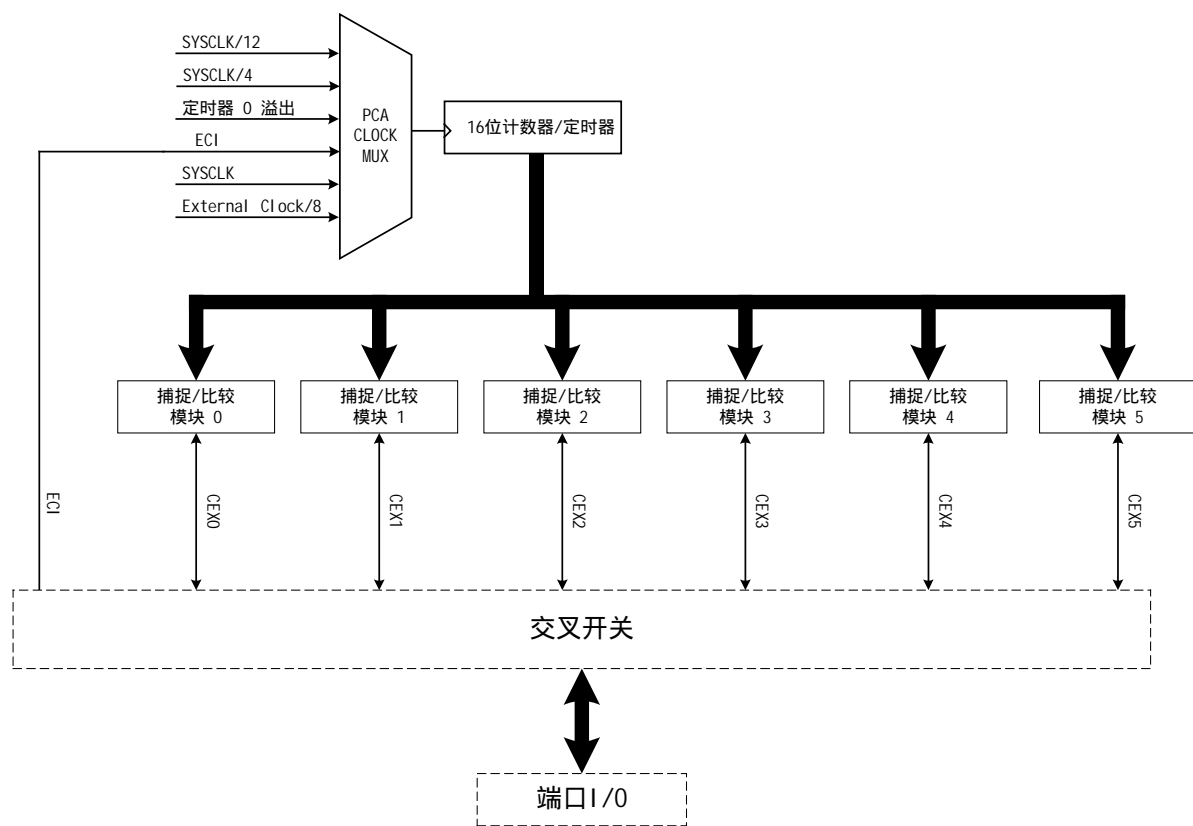 SYSCLK/12
SYSCLK/4
定时器 0 溢出
ECI
SYSCLK
External Clock/8
PCA
CLOCK
MUX
16位计数器/定时器
捕捉/比较
模块 0
捕捉/比较
模块 1
捕捉/比较
模块 2
捕捉/比较
模块 3
捕捉/比较
模块 4
捕捉/比较
模块 5
ECI
CEX0
CEX1
CEX2
CEX3
CEX4
CEX5
交叉开关
端口I/O